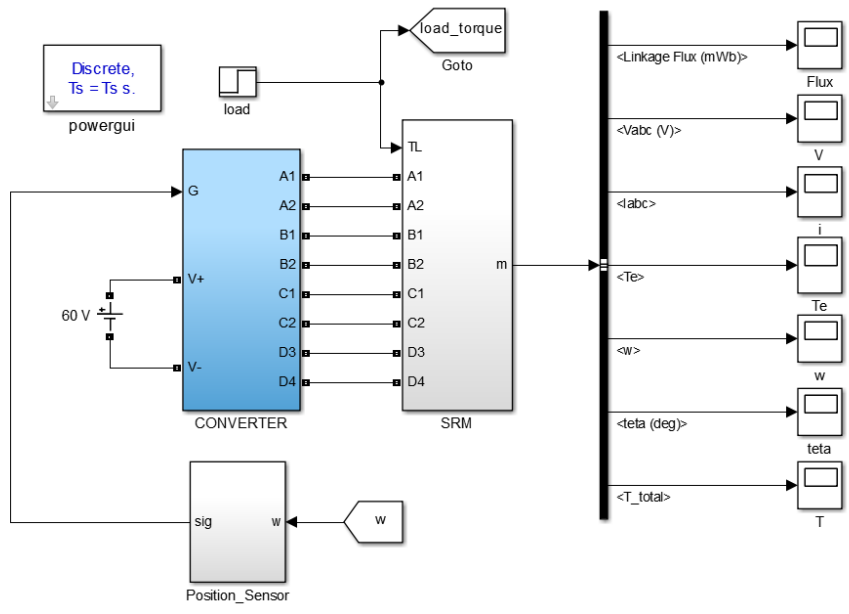 Discrete,
Ts = Ts s.
powergui
load
load_torque
Goto
TL
G
V+
V-
A1
A2
B1
B2
C1
C2
D3
D4
CONVERTER
60 V
A1
A2
B1
B2
C1
C2
D3
D4
m
SRM
sig
w
Position_Sensor
w
<Linkage Flux (mWb)>
Flux
<Vabc (V)>
V
<Iabc>
i
<Te>
Te
<w>
w
<teta (deg)>
teta
<T_total>
T